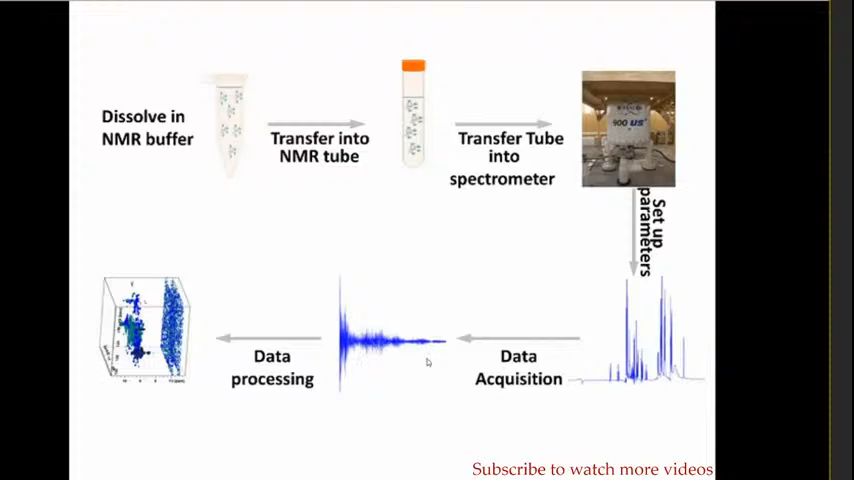 Dissolve in
NMR buffer
Transfer into
NMR tube
Transfer Tube
into
spectrometer
900 US²
Set up
parameters
Data
Acquisition
Data
processing
Subscribe to watch more videos